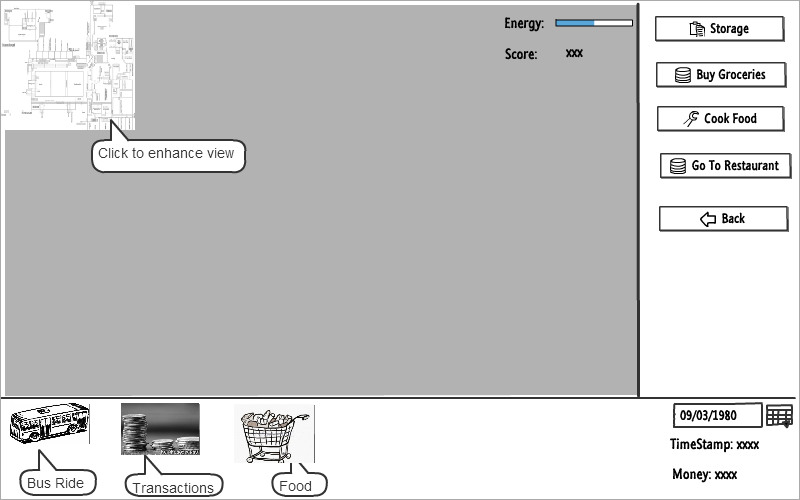 Energy:
Score: xxx
Click to enhance view
Storage
Buy Groceries
Cook Food
Go To Restaurant
Back
Bus Ride
Transactions
Food
09/03/1980
TimeStamp: xxxx
Money: xxxx